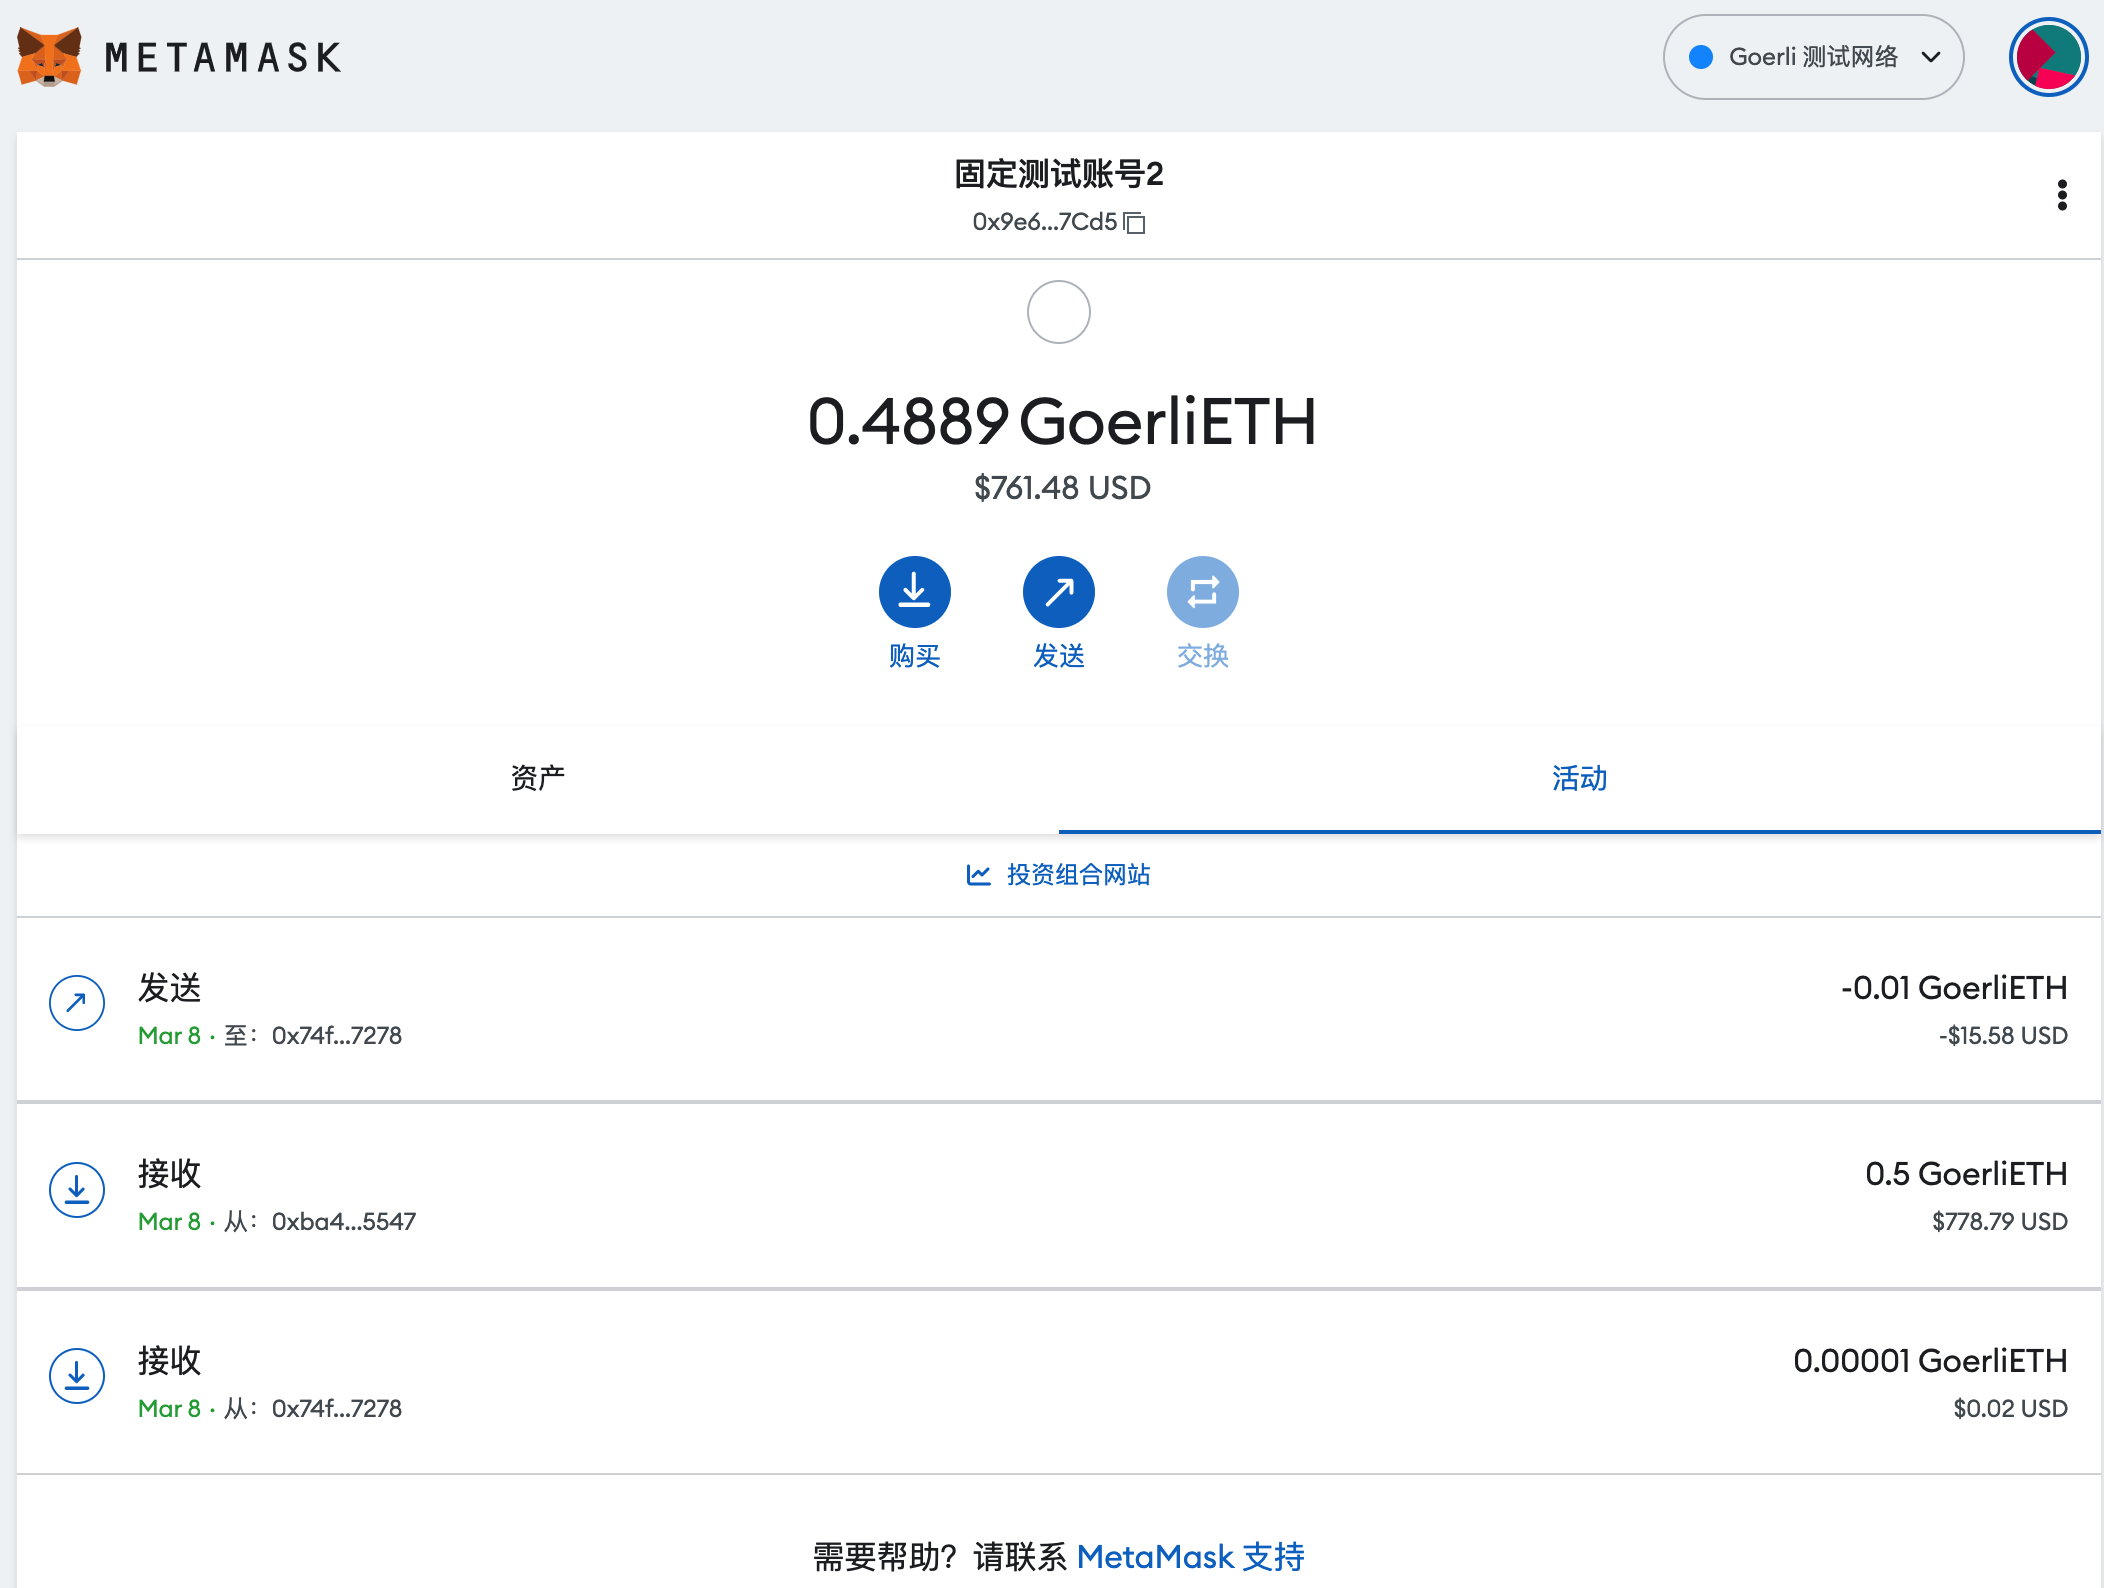 METAMASK
Goerli 测试网络
固定测试账号2
0x9e6...7Cd5
0.4889 GoerliETH
$761.48 USD
购买
发送
交换
资产
活动
投资组合网站
发送
-0.01 GoerliETH
Mar 8 · 至：0x74f...7278
-$15.58 USD
接收
0.5 GoerliETH
Mar 8 · 从：0xba4...5547
$778.79 USD
接收
0.00001 GoerliETH
Mar 8 · 从：0x74f...7278
$0.02 USD
需要帮助？请联系 MetaMask 支持